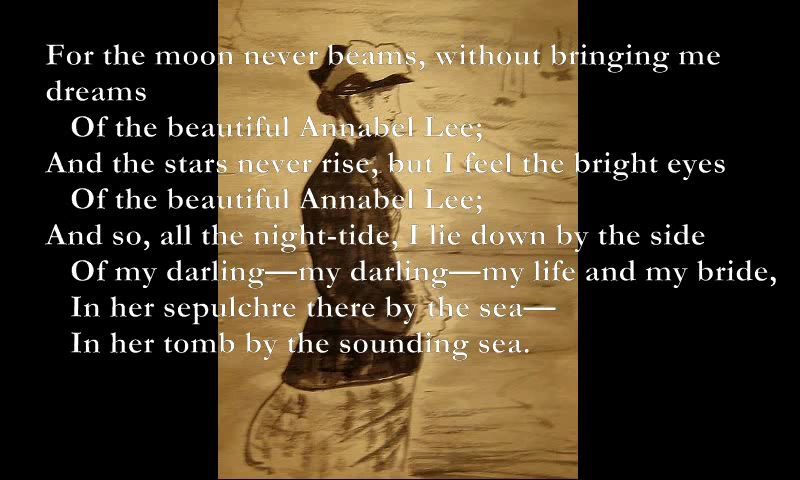 For the moon never beams, without bringing me
dreams
Of the beautiful Annabel Lee;
And the stars never rise, but I feel the bright eyes
Of the beautiful Annabel Lee;
And so, all the night-tide, I lie down by the side
Of my darling—my darling—my life and my bride,
In her sepulchre there by the sea—
In her tomb by the sounding sea.